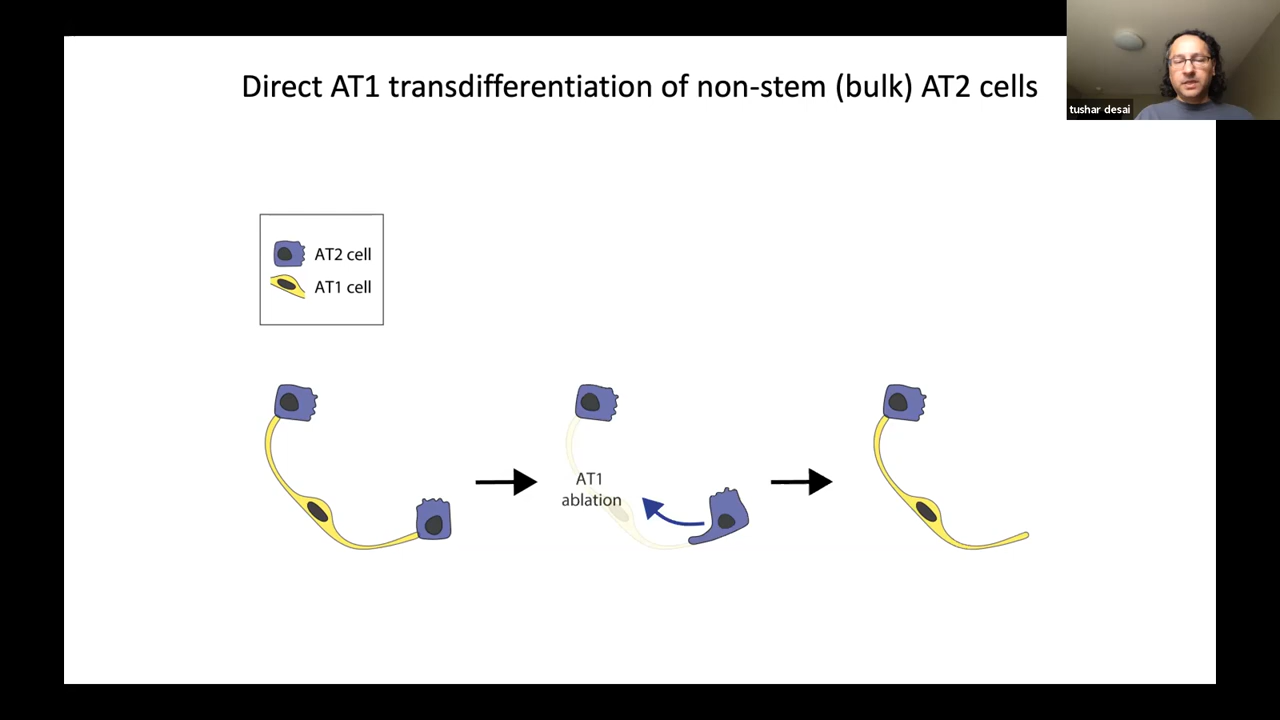 Direct AT1 transdifferentiation of non-stem (bulk) AT2 cells
tushar desai
AT2 cell
AT1 cell
AT1
ablation